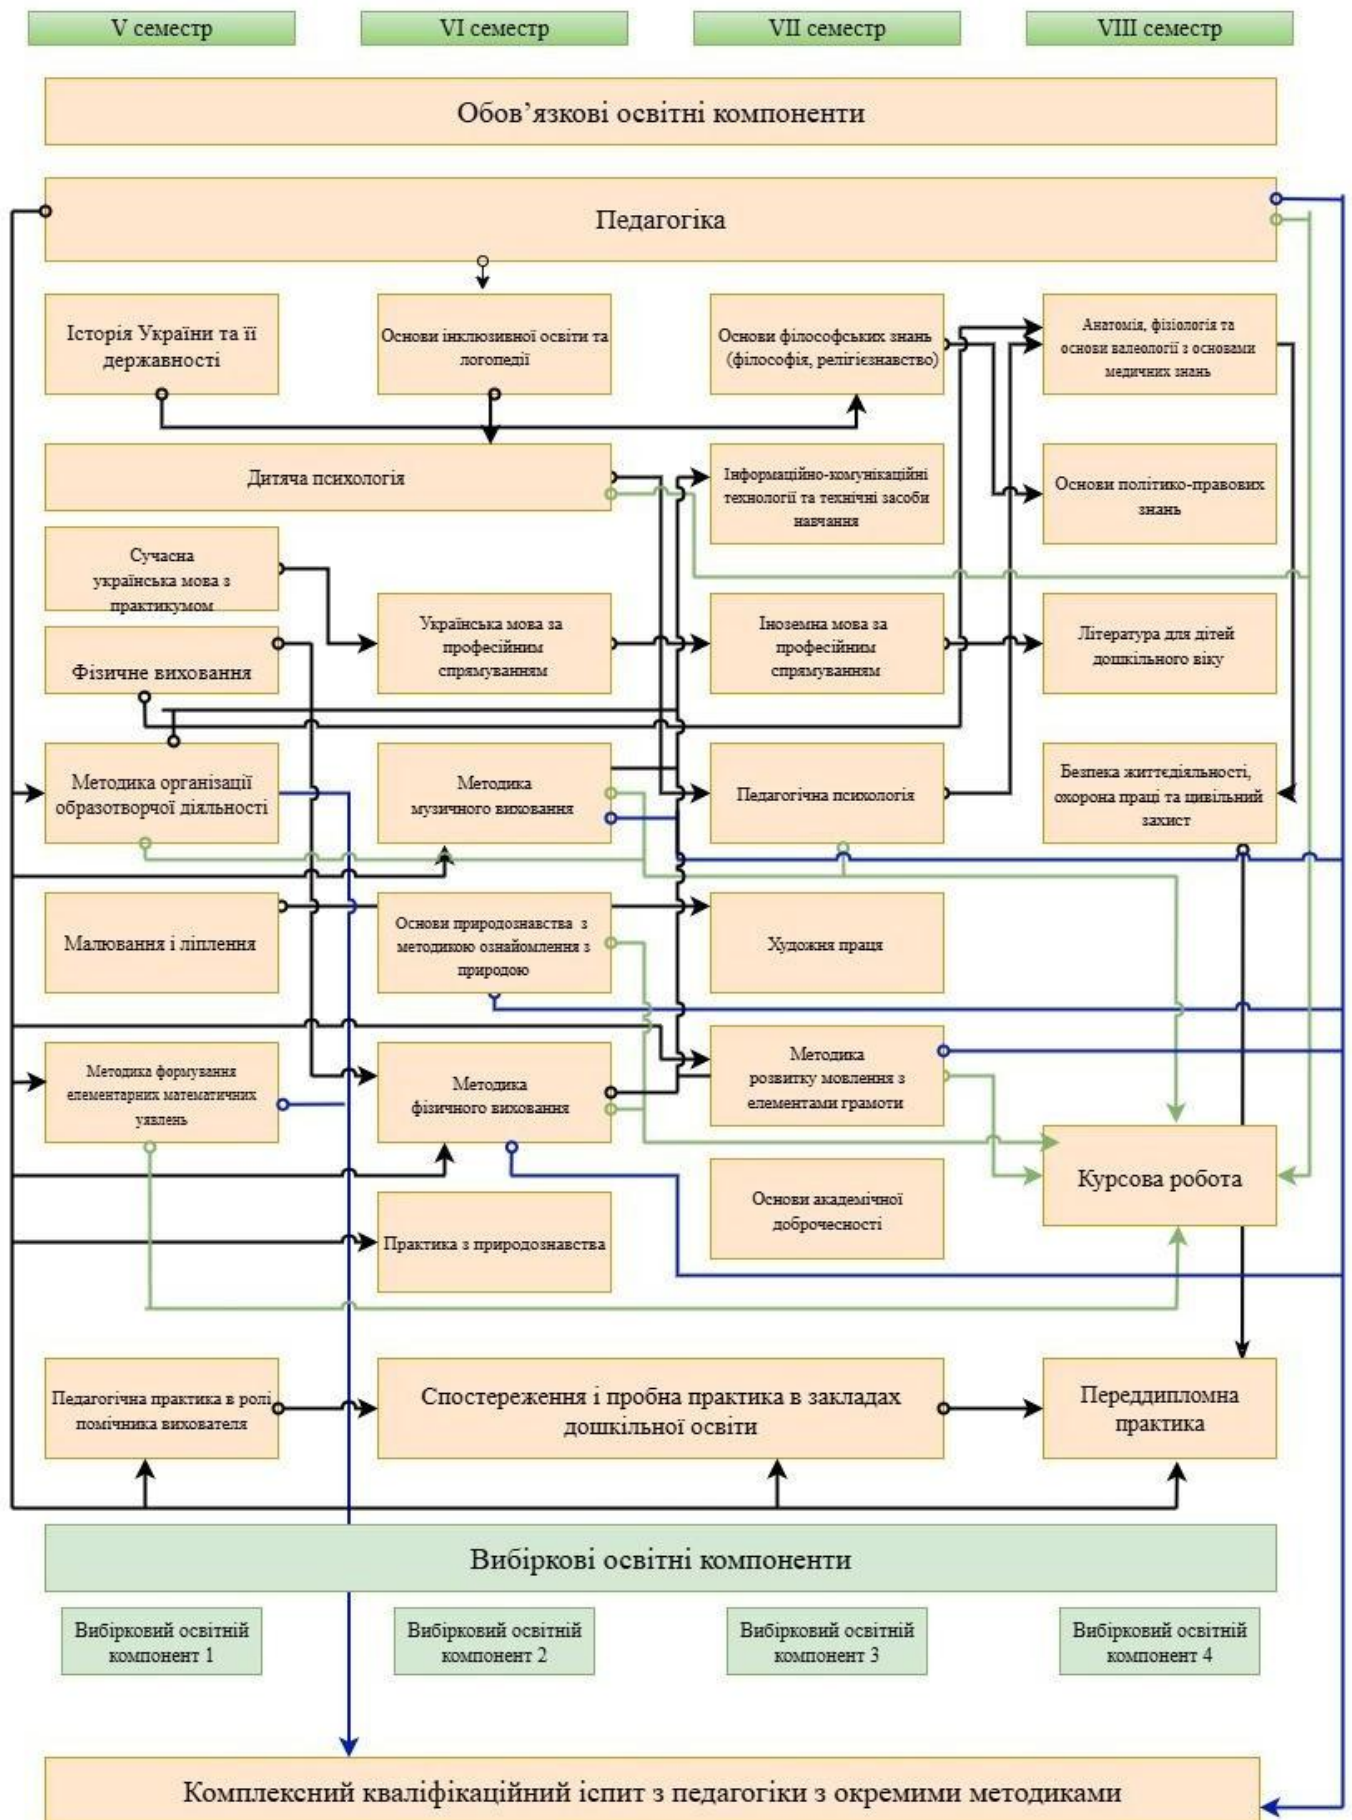 V семестр
VI семестр
VII семестр
VIII семестр
Обов’язкові освітні компоненти
Педагогіка
Історія України та її
державності
Основи інклюзивної освіти та
логопедії
Основи філософських знань
(філософія, релігієзнавство)
Анатомія, фізіологія та
основи валеології з основами
медичних знань
Дитяча психологія
Інформаційно-комунікаційні
технології та технічні засоби
навчання
Основи політико-правових
знань
Сучасна
українська мова з
практикумом
Українська мова за
професійним
спрямуванням
Іноземна мова за
професійним
спрямуванням
Література для дітей
дошкільного віку
Фізичне виховання
Методика організації
образотворчої діяльності
Методика
музичного виховання
Педагогічна психологія
Безпека життєдіяльності,
охорона праці та цивільний
захист
Малювання і ліплення
Основи природознавства з
методикою ознайомлення з
природою
Художня праця
Методика формування
елементарних математичних
уявлень
Методика
фізичного виховання
Методика
розвитку мовлення з
елементами грамоти
Курсова робота
Практика з природознавства
Основи академічної
доброчесності
Педагогічна практика в ролі
помічника вихователя
Спостереження і пробна практика в закладах
дошкільної освіти
Переддипломна
практика
Вибіркові освітні компоненти
Вибірковий освітній
компонент 1
Вибірковий освітній
компонент 2
Вибірковий освітній
компонент 3
Вибірковий освітній
компонент 4
Комплексний кваліфікаційний іспит з педагогіки з окремими методиками